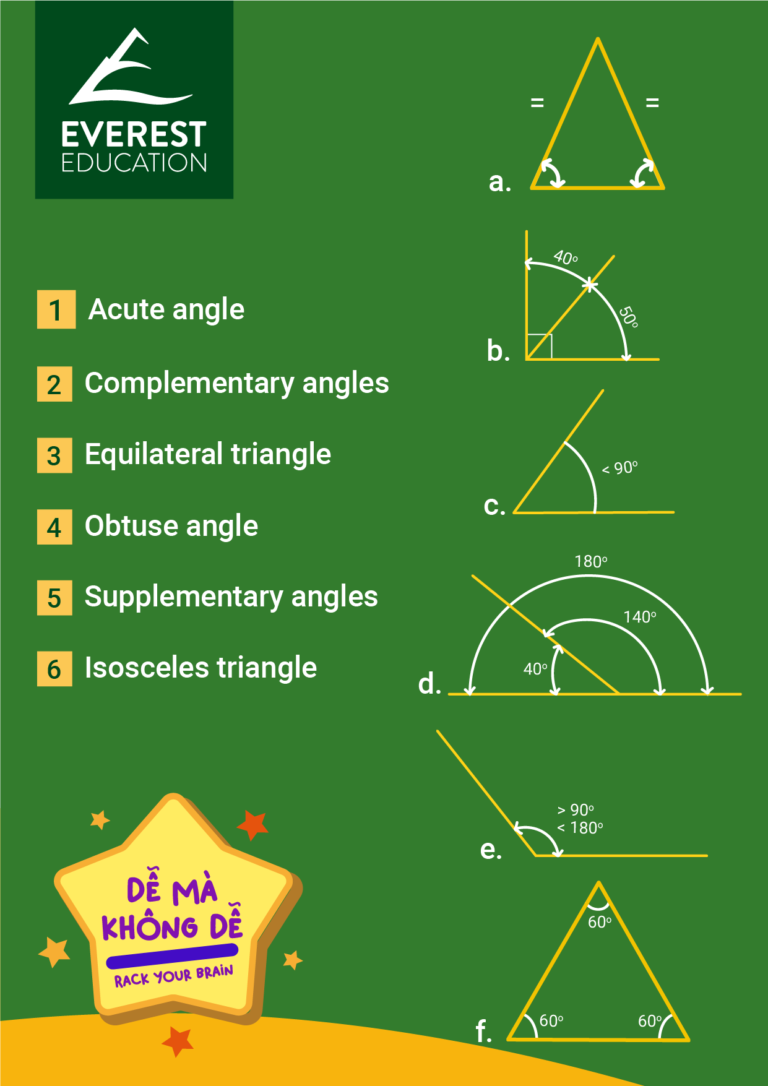 EVEREST
EDUCATION
1 Acute angle
2 Complementary angles
3 Equilateral triangle
4 Obtuse angle
5 Supplementary angles
6 Isosceles triangle
= =
a.
40°
50°
b.
< 90°
c.
180°
140°
40°
d.
> 90°
< 180°
e.
60°
60° 60°
f.
DỄ MÀ
KHÔNG DỄ
RACK YOUR BRAIN